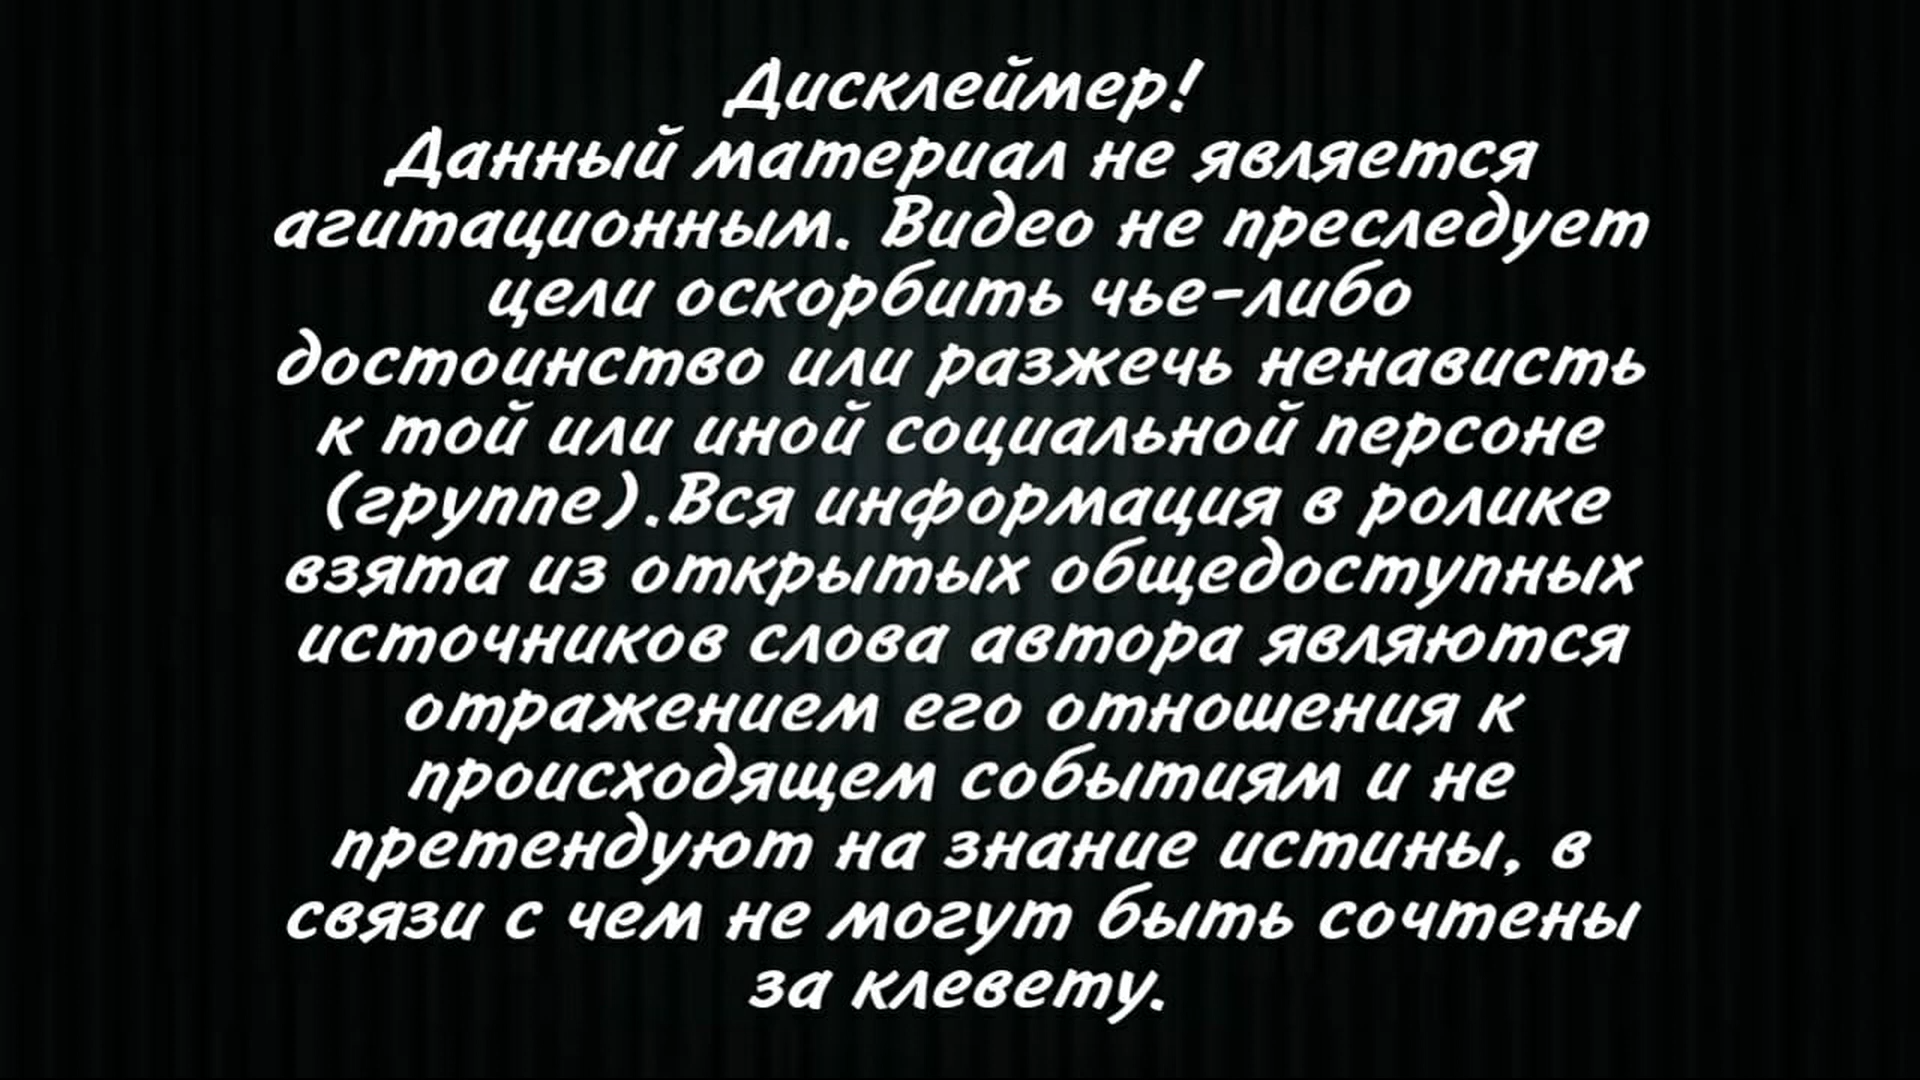 Дисклеймер!
Данный материал не является
агитационным. Видео не преследует
цели оскорбить чье-либо
достоинство или разжечь ненависть
к той или иной социальной персоне
(группе).Вся информация в ролике
взята из открытых общедоступных
источников слова автора являются
отражением его отношения к
происходящем событиям и не
претендуют на знание истины, в
связи с чем не могут быть сочтены
за клевету.